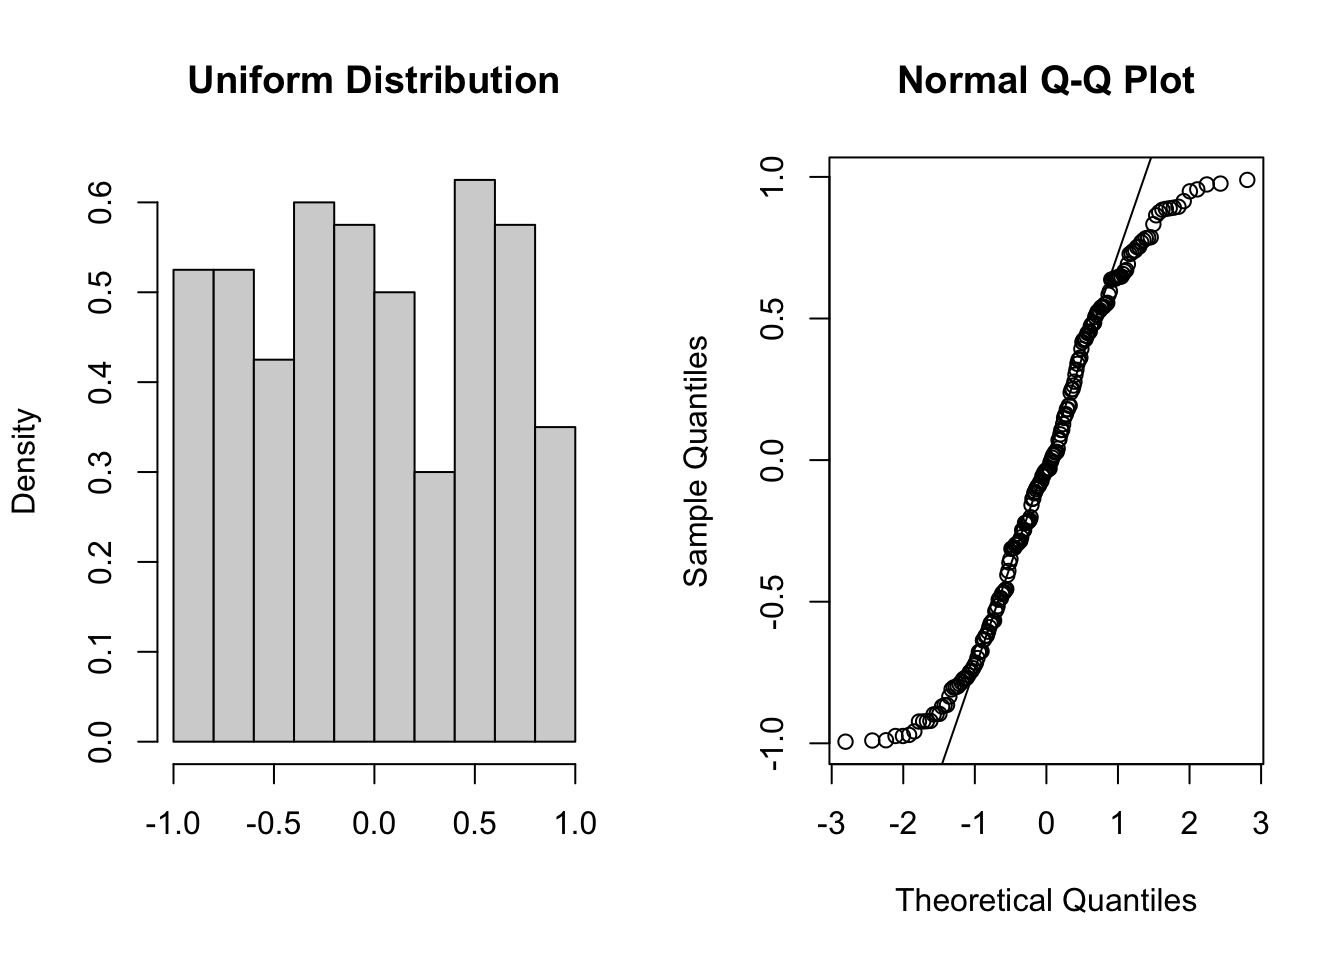 Uniform Distribution
Density
0.6
0.5
0.4
0.3
0.2
0.1
0.0
-1.0 -0.5 0.0 0.5 1.0
Normal Q-Q Plot
Sample Quantiles
1.0
0.5
0.0
-0.5
-1.0
-3 -2 -1 0 1 2 3
Theoretical Quantiles